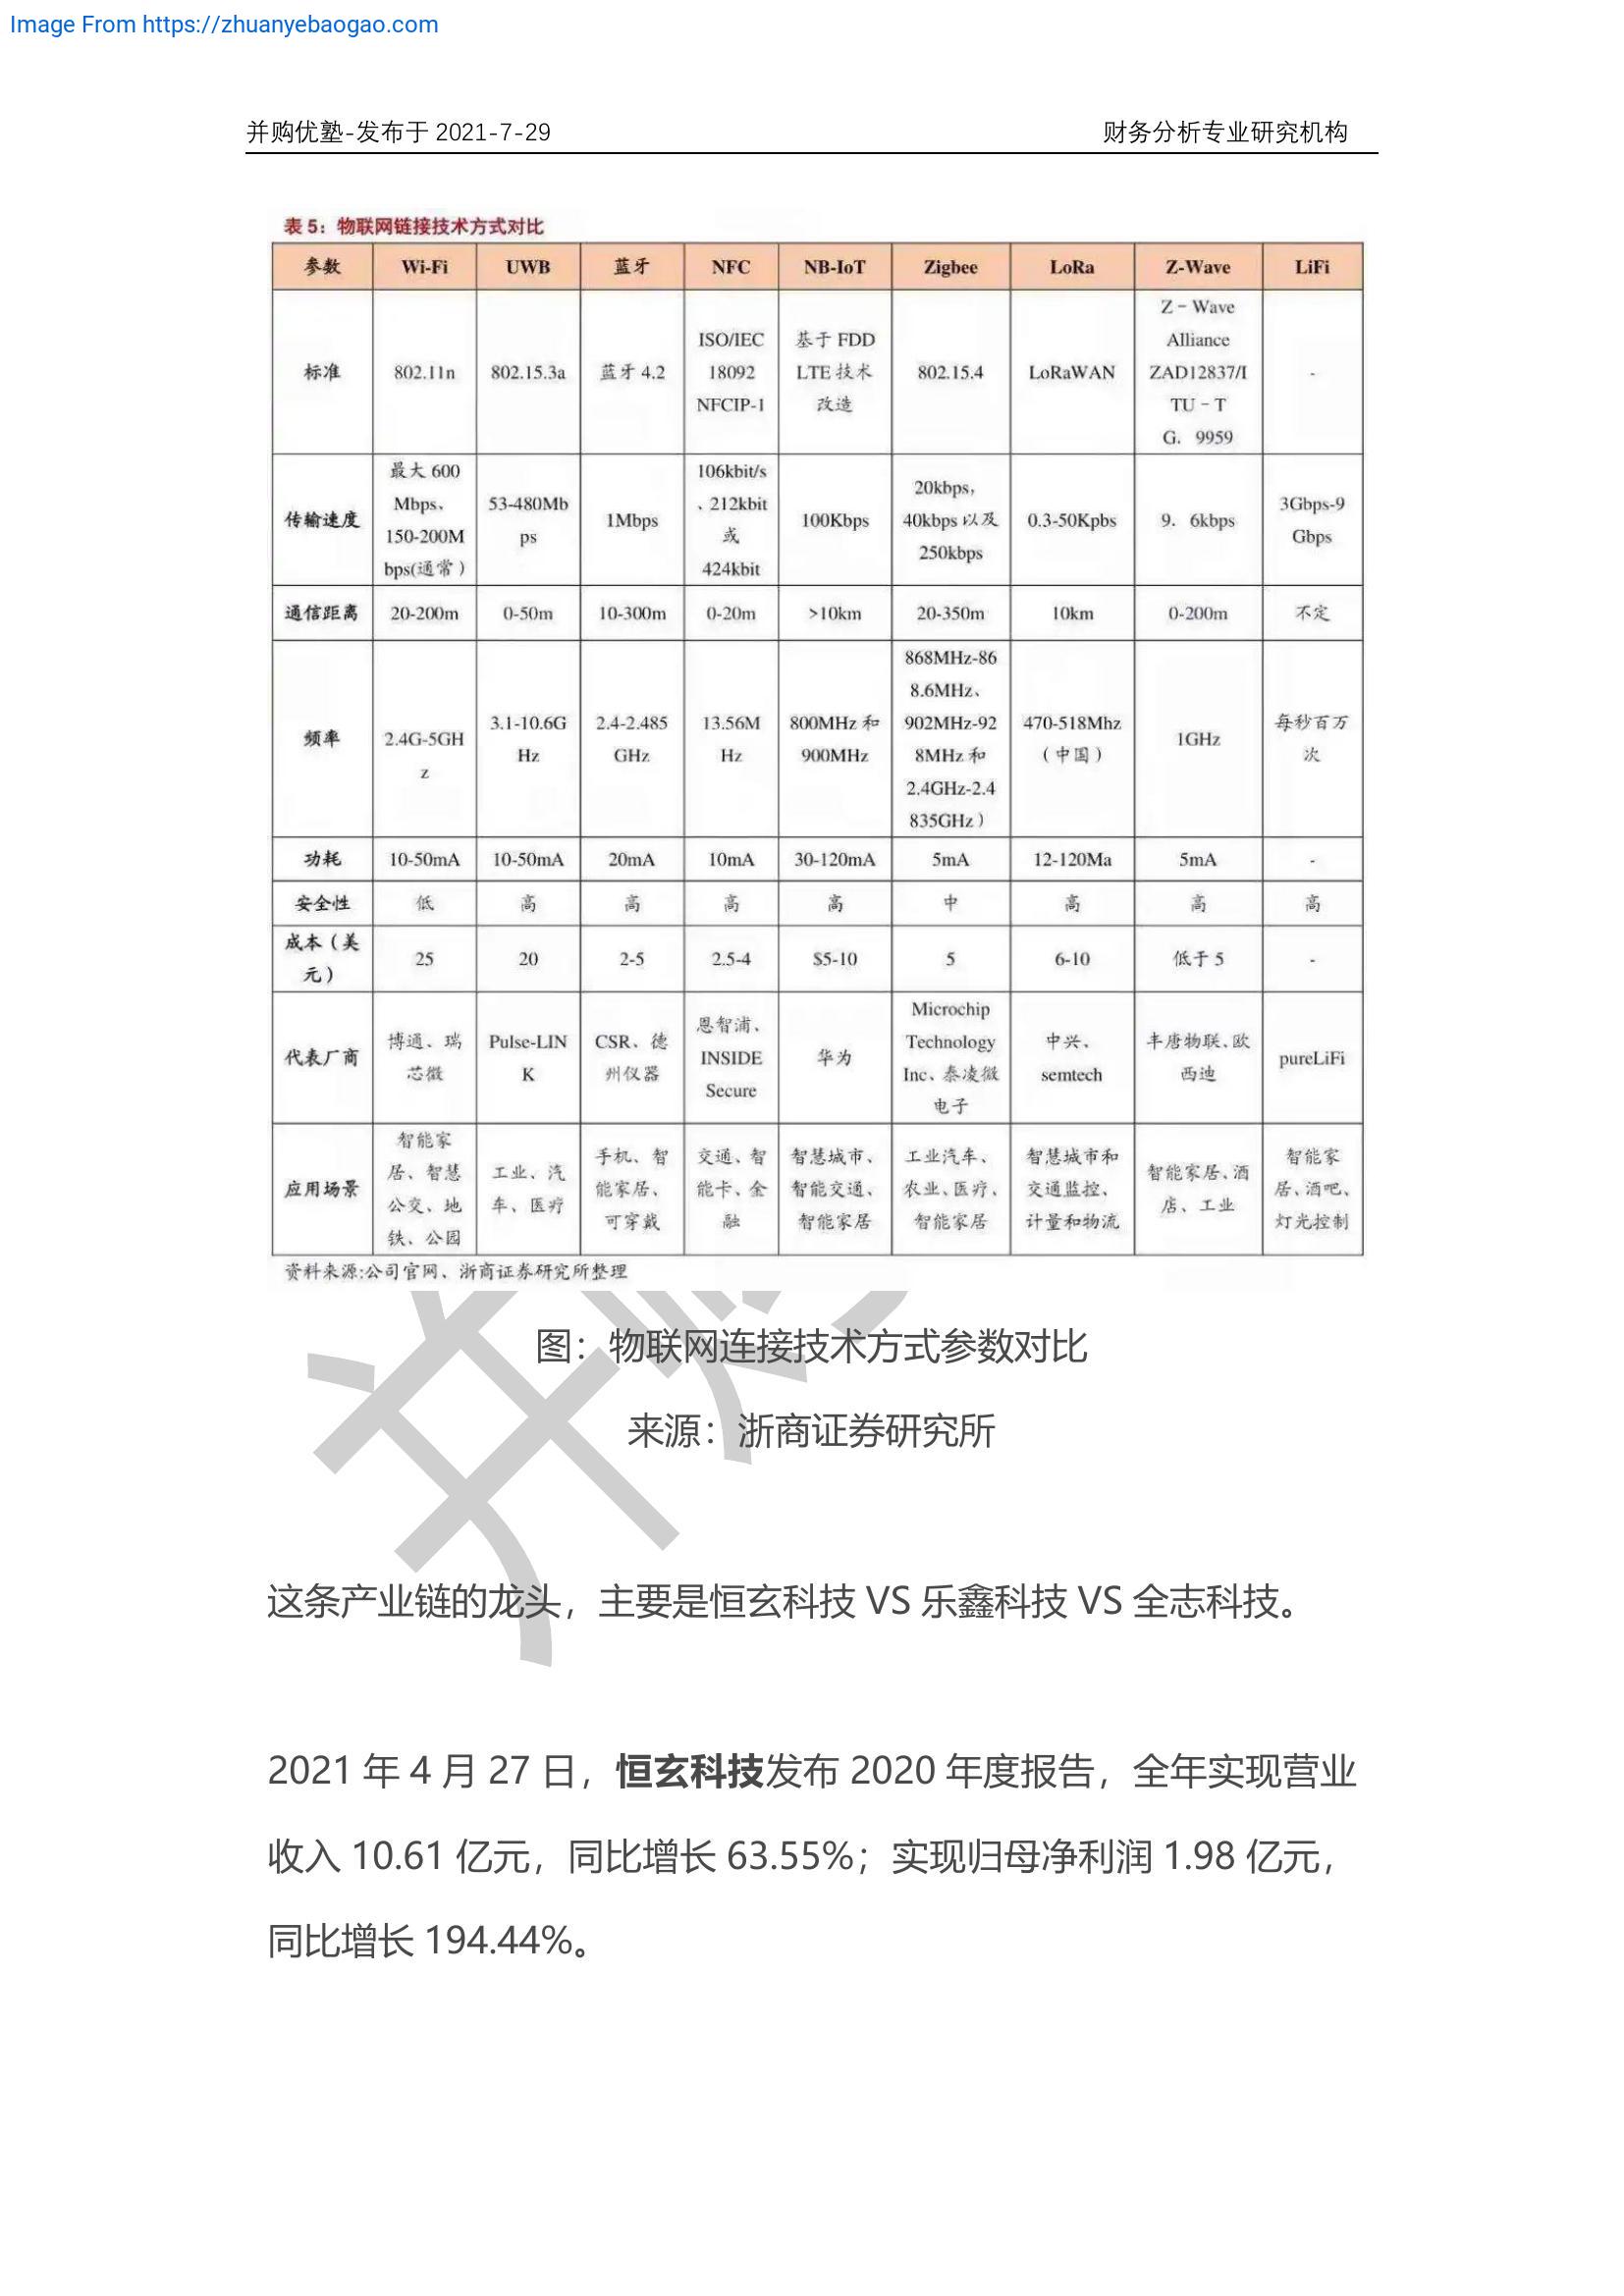 Image From https://zhuanyebaogao.com
并购优塾-发布于 2021-7-29 财务分析专业研究机构
表 5：物联网链接技术方式对比
参数 Wi-Fi UWB 蓝牙 NFC NB-IoT Zigbee LoRa Z-Wave LiFi
标准 802.11n 802.15.3a 蓝牙 4.2 ISO/IEC 18092 NFCIP-1 基于 FDD LTE 技术改造 802.15.4 LoRaWAN Z－Wave Alliance ZAD12837/ITU－T G．9959 -
传输速度 最大 600 Mbps、150-200Mbps(通常） 53-480Mbps 1Mbps 106kbit/s、212kbit 或 424kbit 100Kbps 20kbps，40kbps 以及 250kbps 0.3-50Kpbs 9．6kbps 3Gbps-9Gbps
通信距离 20-200m 0-50m 10-300m 0-20m >10km 20-350m 10km 0-200m 不定
频率 2.4G-5GHz 3.1-10.6GHz 2.4-2.485GHz 13.56MHz 800MHz 和 900MHz 868MHz-868.6MHz、902MHz-928MHz 和 2.4GHz-2.4835GHz） 470-518Mhz（中国） 1GHz 每秒百万次
功耗 10-50mA 10-50mA 20mA 10mA 30-120mA 5mA 12-120Ma 5mA -
安全性 低 高 高 高 高 中 高 高 高
成本（美元） 25 20 2-5 2.5-4 $5-10 5 6-10 低于 5 -
代表厂商 博通、瑞芯微 Pulse-LINK CSR、德州仪器 恩智浦、INSIDE Secure 华为 Microchip Technology Inc、泰凌微电子 中兴、semtech 丰唐物联、欧西迪 pureLiFi
应用场景 智能家居、智慧公交、地铁、公园 工业、汽车、医疗 手机、智能家居、可穿戴 交通、智能卡、金融 智慧城市、智能交通、智能家居 工业汽车、农业、医疗、智能家居 智慧城市和交通监控、计量和物流 智能家居、酒店、工业 智能家居、酒吧、灯光控制
资料来源:公司官网、浙商证券研究所整理
图：物联网连接技术方式参数对比
来源：浙商证券研究所
这条产业链的龙头，主要是恒玄科技 VS 乐鑫科技 VS 全志科技。
2021 年 4 月 27 日，恒玄科技发布 2020 年度报告，全年实现营业
收入 10.61 亿元，同比增长 63.55%；实现归母净利润 1.98 亿元，
同比增长 194.44%。